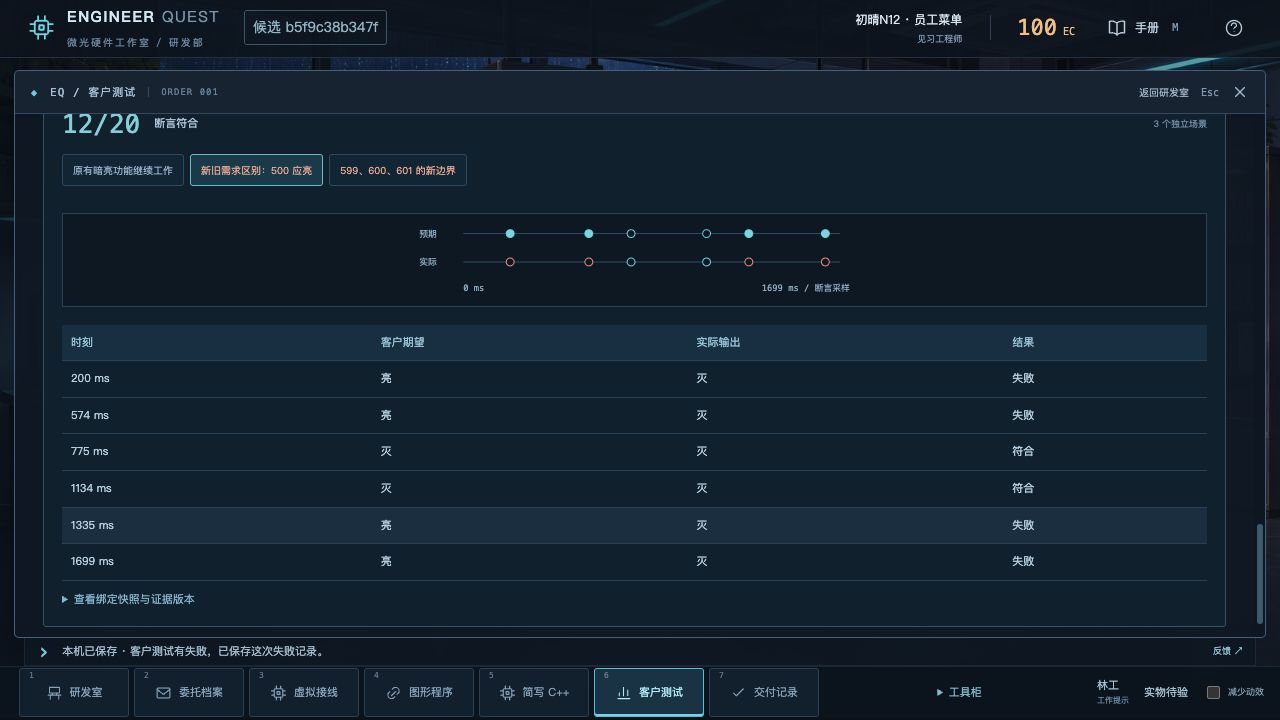 ENGINEER QUEST
微光硬件工作室 / 研发部
候选 b5f9c38b347f
初晴N12 · 员工菜单
见习工程师
100 EC
手册 M
EQ / 客户测试
ORDER 001
返回研发室 Esc
12/20 断言符合
3 个独立场景
原有暗亮功能继续工作
新旧需求区别：500 应亮
599、600、601 的新边界
预期
实际
0 ms
1699 ms / 断言采样
时刻 客户期望 实际输出 结果
200 ms 亮 灭 失败
574 ms 亮 灭 失败
775 ms 灭 灭 符合
1134 ms 灭 灭 符合
1335 ms 亮 灭 失败
1699 ms 亮 灭 失败
查看绑定快照与证据版本
本机已保存 · 客户测试有失败，已保存这次失败记录。
反馈 ↗
1 研发室
2 委托档案
3 虚拟接线
4 图形程序
5 简写 C++
6 客户测试
7 交付记录
工具柜
林工
工作提示
实物待验
减少动效